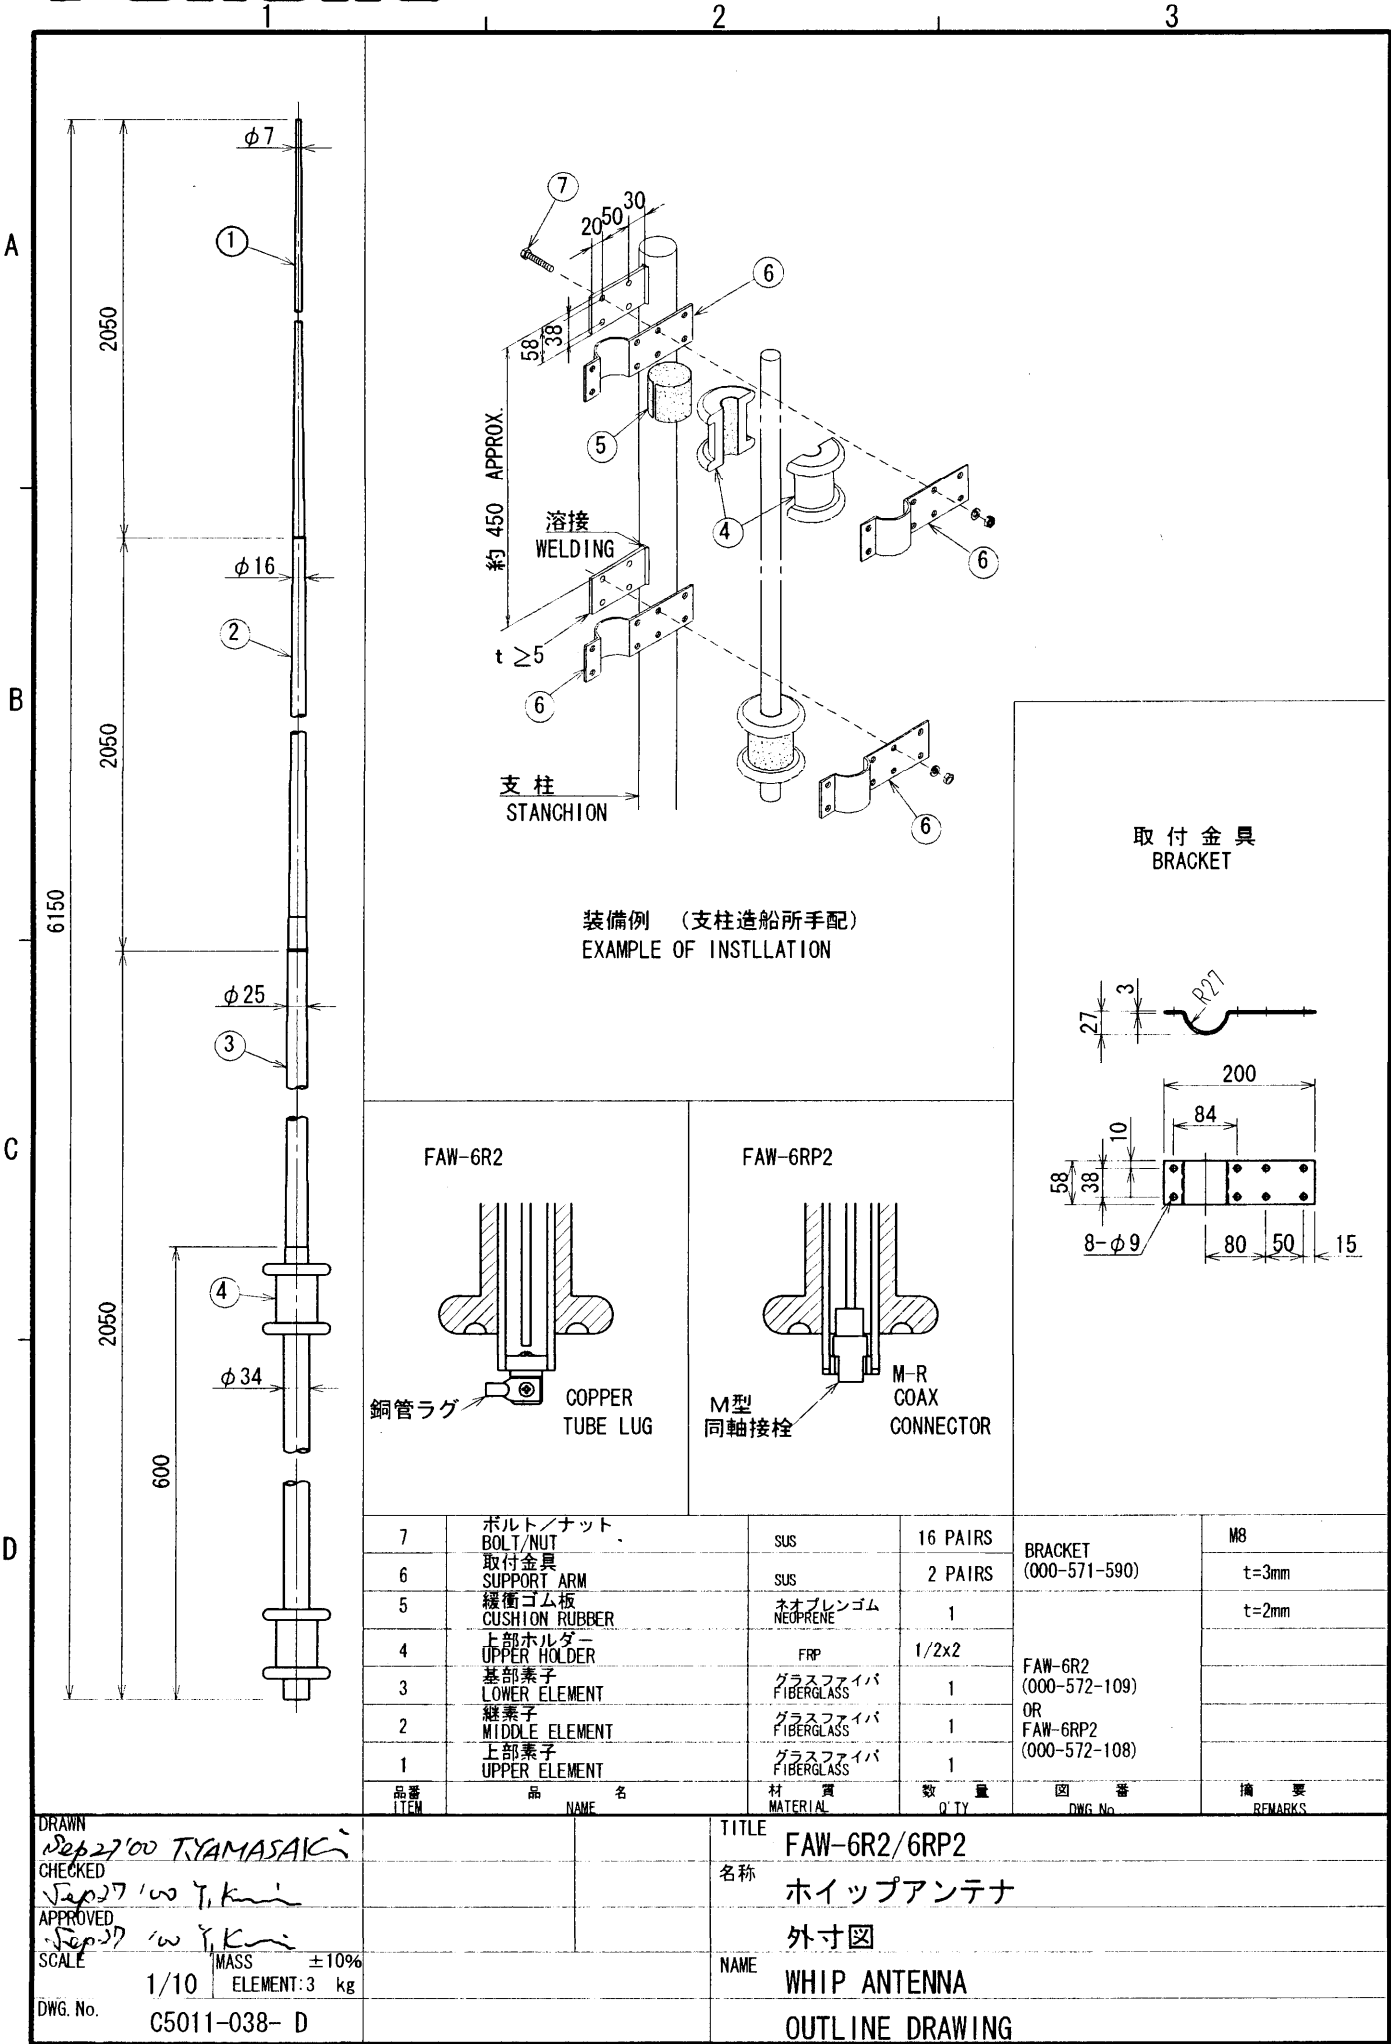 1
2
3
A
B
C
D
φ7
①
2050
φ16
②
2050
6150
φ25
③
2050
④
φ34
600
⑦
20
50
30
⑥
58
38
⑤
④
⑥
約 450 APPROX.
溶接
WELDING
t ≥5
⑥
支 柱
STANCHION
⑥
装備例 (支柱造船所手配)
EXAMPLE OF INSTLLATION
取 付 金 具
BRACKET
3
27
R27
200
84
10
58
38
8-φ9
80
50
15
FAW-6R2
銅管ラグ
COPPER
TUBE LUG
FAW-6RP2
M型
同軸接栓
M-R
COAX
CONNECTOR
7 ボルト／ナット BOLT/NUT SUS 16 PAIRS BRACKET (000-571-590) M8
6 取付金具 SUPPORT ARM SUS 2 PAIRS t=3mm
5 緩衝ゴム板 CUSHION RUBBER ネオプレンゴム NEOPRENE 1 t=2mm
4 上部ホルダー UPPER HOLDER FRP 1/2x2
3 基部素子 LOWER ELEMENT グラスファイバ FIBERGLASS 1
2 継素子 MIDDLE ELEMENT グラスファイバ FIBERGLASS 1
1 上部素子 UPPER ELEMENT グラスファイバ FIBERGLASS 1
FAW-6R2
(000-572-109)
OR
FAW-6RP2
(000-572-108)
品番 品 名 材 質 数 量 図 番 摘 要
ITEM NAME MATERIAL Q'TY DWG.No. REMARKS
DRAWN
Sep 27 '00 T.YAMASAKI
CHECKED
Sep 27 '00
APPROVED
Sep 27 '00
SCALE 1/10
MASS ±10%
ELEMENT:3 kg
DWG. No. C5011-038- D
TITLE FAW-6R2/6RP2
名称 ホイップアンテナ
外寸図
NAME WHIP ANTENNA
OUTLINE DRAWING